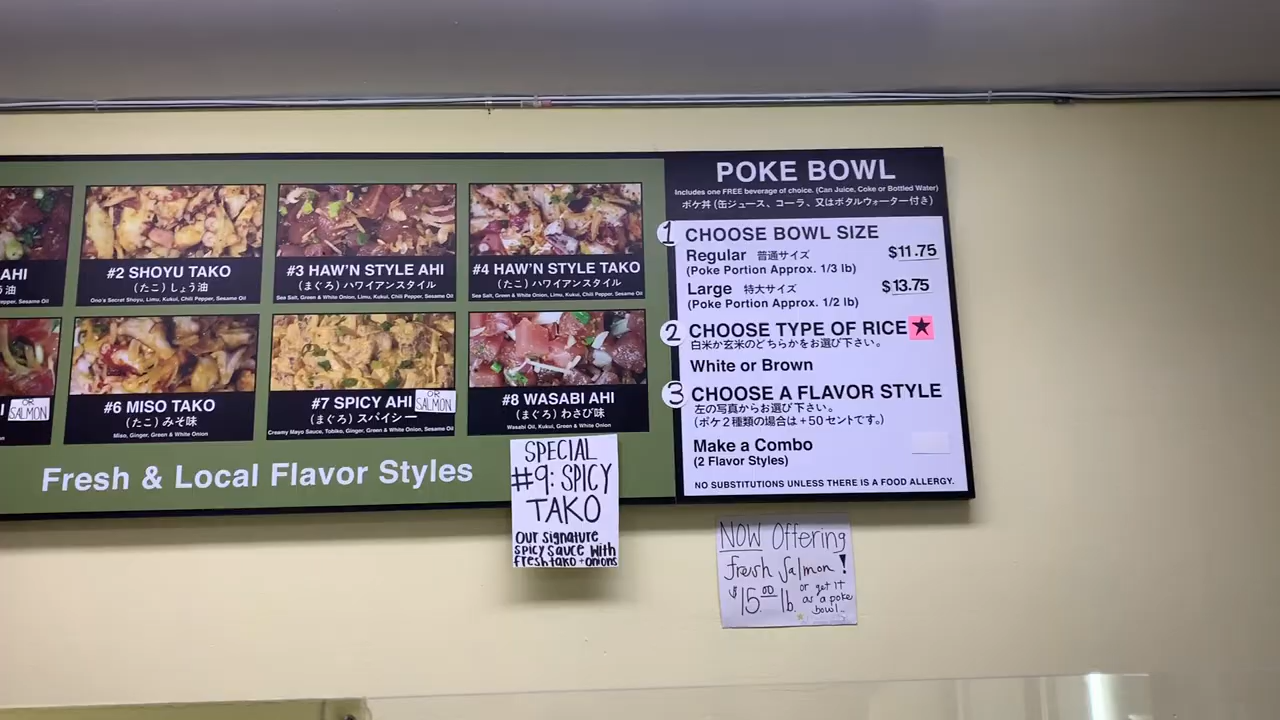 AHI
#2 SHOYU TAKO
(たこ) しょう油
Ono's Secret Shoyu, Limu, Kukui, Chili Pepper, Sesame Oil
#3 HAW'N STYLE AHI
(まぐろ) ハワイアンスタイル
Sea Salt, Green & White Onion, Limu, Kukui, Chili Pepper, Sesame Oil
#4 HAW'N STYLE TAKO
(たこ) ハワイアンスタイル
Sea Salt, Green & White Onion, Limu, Kukui, Chili Pepper, Sesame Oil
OR
SALMON
#6 MISO TAKO
(たこ) みそ味
Miso, Ginger, Green & White Onion
#7 SPICY AHI
OR
SALMON
(まぐろ) スパイシー
Creamy Mayo Sauce, Tobiko, Ginger, Green & White Onion, Sesame Oil
#8 WASABI AHI
(まぐろ) わさび味
Wasabi Oil, Kukui, Green & White Onion
Fresh & Local Flavor Styles
SPECIAL
#9: SPICY
TAKO
Our signature
spicy sauce with
fresh tako + onions
POKE BOWL
Includes one FREE beverage of choice. (Can Juice, Coke or Bottled Water)
ポケ丼 (缶ジュース、コーラ、又はボタルウォーター付き)
1 CHOOSE BOWL SIZE
Regular 普通サイズ $11.75
(Poke Portion Approx. 1/3 lb)
Large 特大サイズ $13.75
(Poke Portion Approx. 1/2 lb)
2 CHOOSE TYPE OF RICE ★
白米か玄米のどちらかをお選び下さい。
White or Brown
3 CHOOSE A FLAVOR STYLE
左の写真からお選び下さい。
(ポケ2種類の場合は+50セントです。)
Make a Combo
(2 Flavor Styles)
NO SUBSTITUTIONS UNLESS THERE IS A FOOD ALLERGY.
NOW Offering
fresh Salmon!
$15.00 lb. or get it
as a poke
bowl.